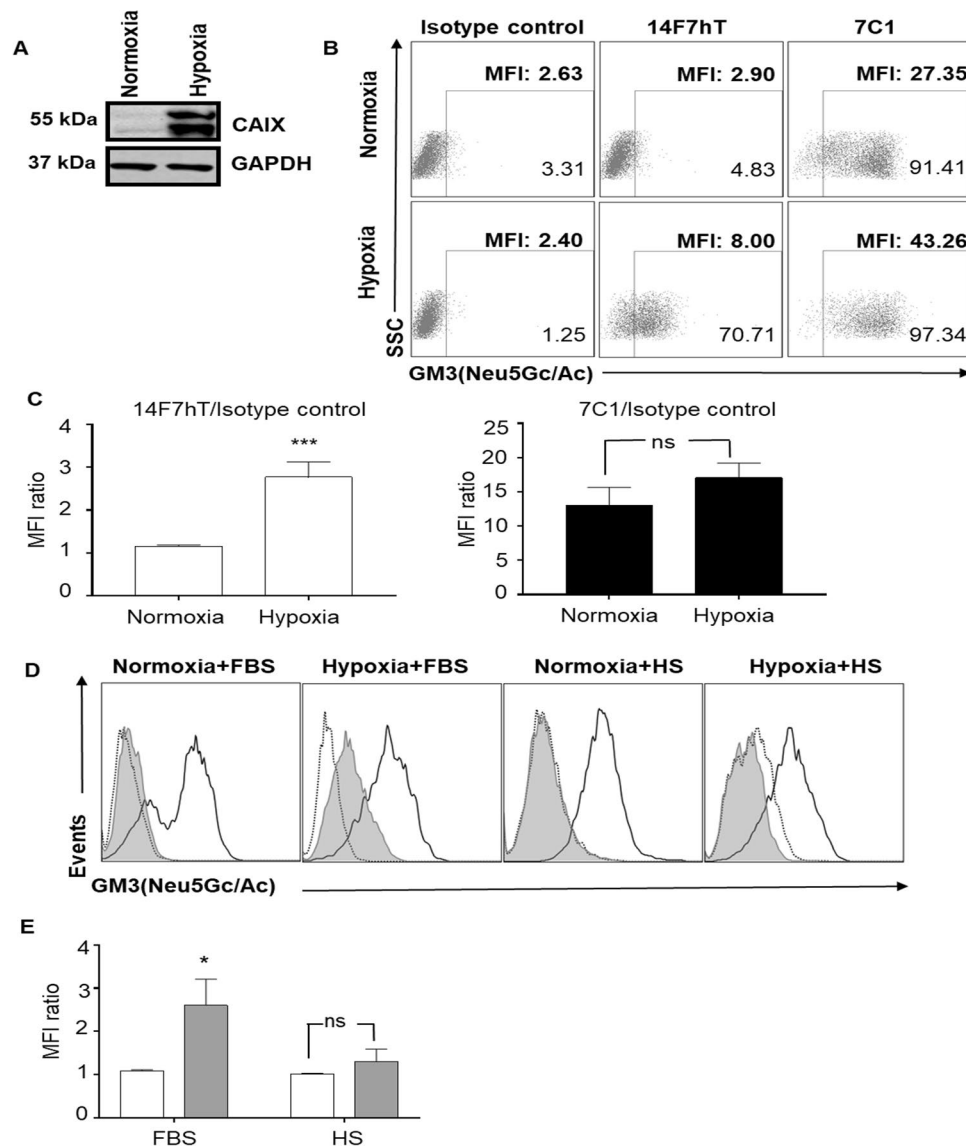 A
Normoxia
Hypoxia
55 kDa
CAIX
37 kDa
GAPDH
B
Isotype control
14F7hT
7C1
Normoxia
MFI: 2.63
MFI: 2.90
MFI: 27.35
3.31
4.83
91.41
Hypoxia
MFI: 2.40
MFI: 8.00
MFI: 43.26
1.25
70.71
97.34
SSC
GM3(Neu5Gc/Ac)
C
14F7hT/Isotype control
MFI ratio
4
3
2
1
0
***
Normoxia
Hypoxia
7C1/Isotype control
MFI ratio
25
20
15
10
5
0
ns
Normoxia
Hypoxia
D
Normoxia+FBS
Hypoxia+FBS
Normoxia+HS
Hypoxia+HS
Events
GM3(Neu5Gc/Ac)
E
MFI ratio
4
3
2
1
0
*
ns
FBS
HS